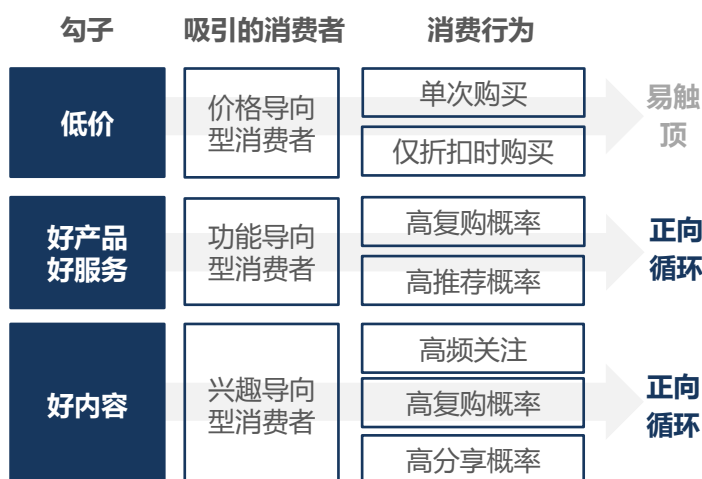 勾子 吸引的消费者 消费行为
低价
价格导向
型消费者
单次购买
仅折扣时购买
易触
顶
好产品
好服务
功能导向
型消费者
高复购概率
高推荐概率
正向
循环
好内容
兴趣导向
型消费者
高频关注
高复购概率
高分享概率
正向
循环